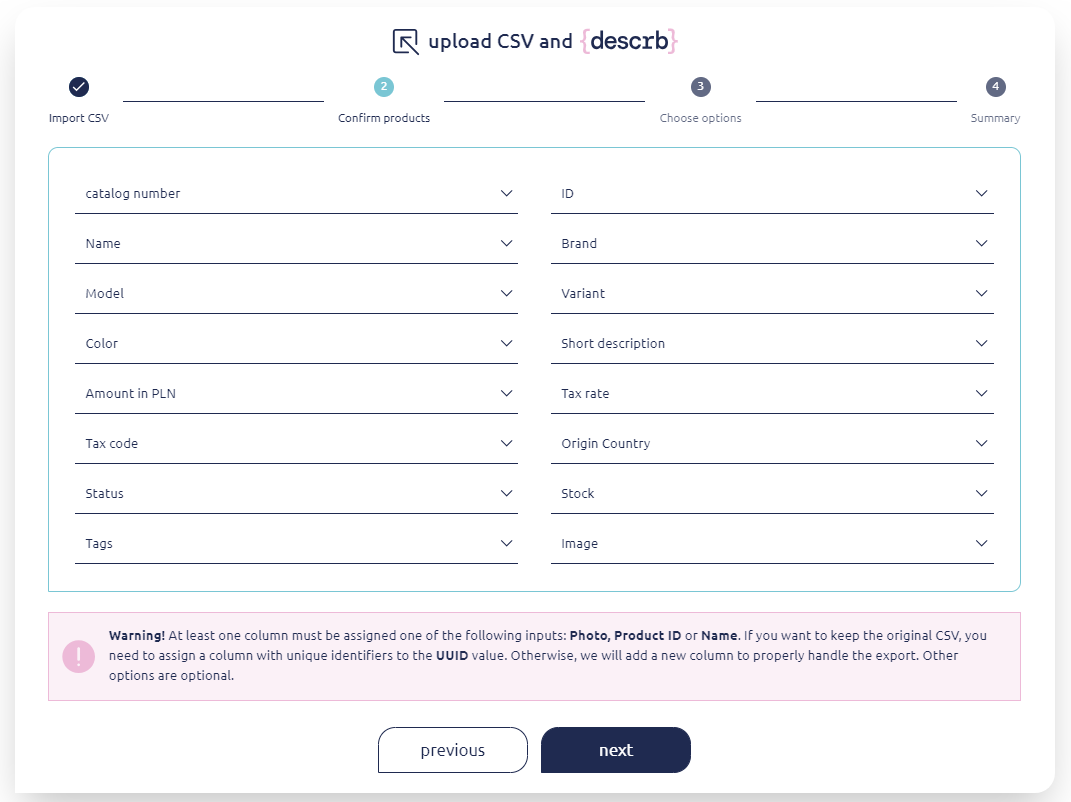 upload CSV and {descrb}
2
3
4
Import CSV
Confirm products
Choose options
Summary
catalog number
ID
Name
Brand
Model
Variant
Color
Short description
Amount in PLN
Tax rate
Tax code
Origin Country
Status
Stock
Tags
Image
!
Warning! At least one column must be assigned one of the following inputs: Photo, Product ID or Name. If you want to keep the original CSV, you
need to assign a column with unique identifiers to the UUID value. Otherwise, we will add a new column to properly handle the export. Other
options are optional.
previous
next